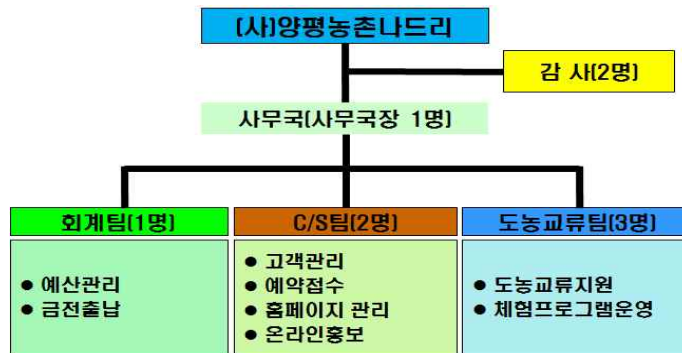 (사)양평농촌나드리
감 사(2명)
사무국(사무국장 1명)
회계팀(1명)
● 예산관리
● 금전출납
C/S팀(2명)
● 고객관리
● 예약접수
● 홈페이지 관리
● 온라인홍보
도농교류팀(3명)
● 도농교류지원
● 체험프로그램운영